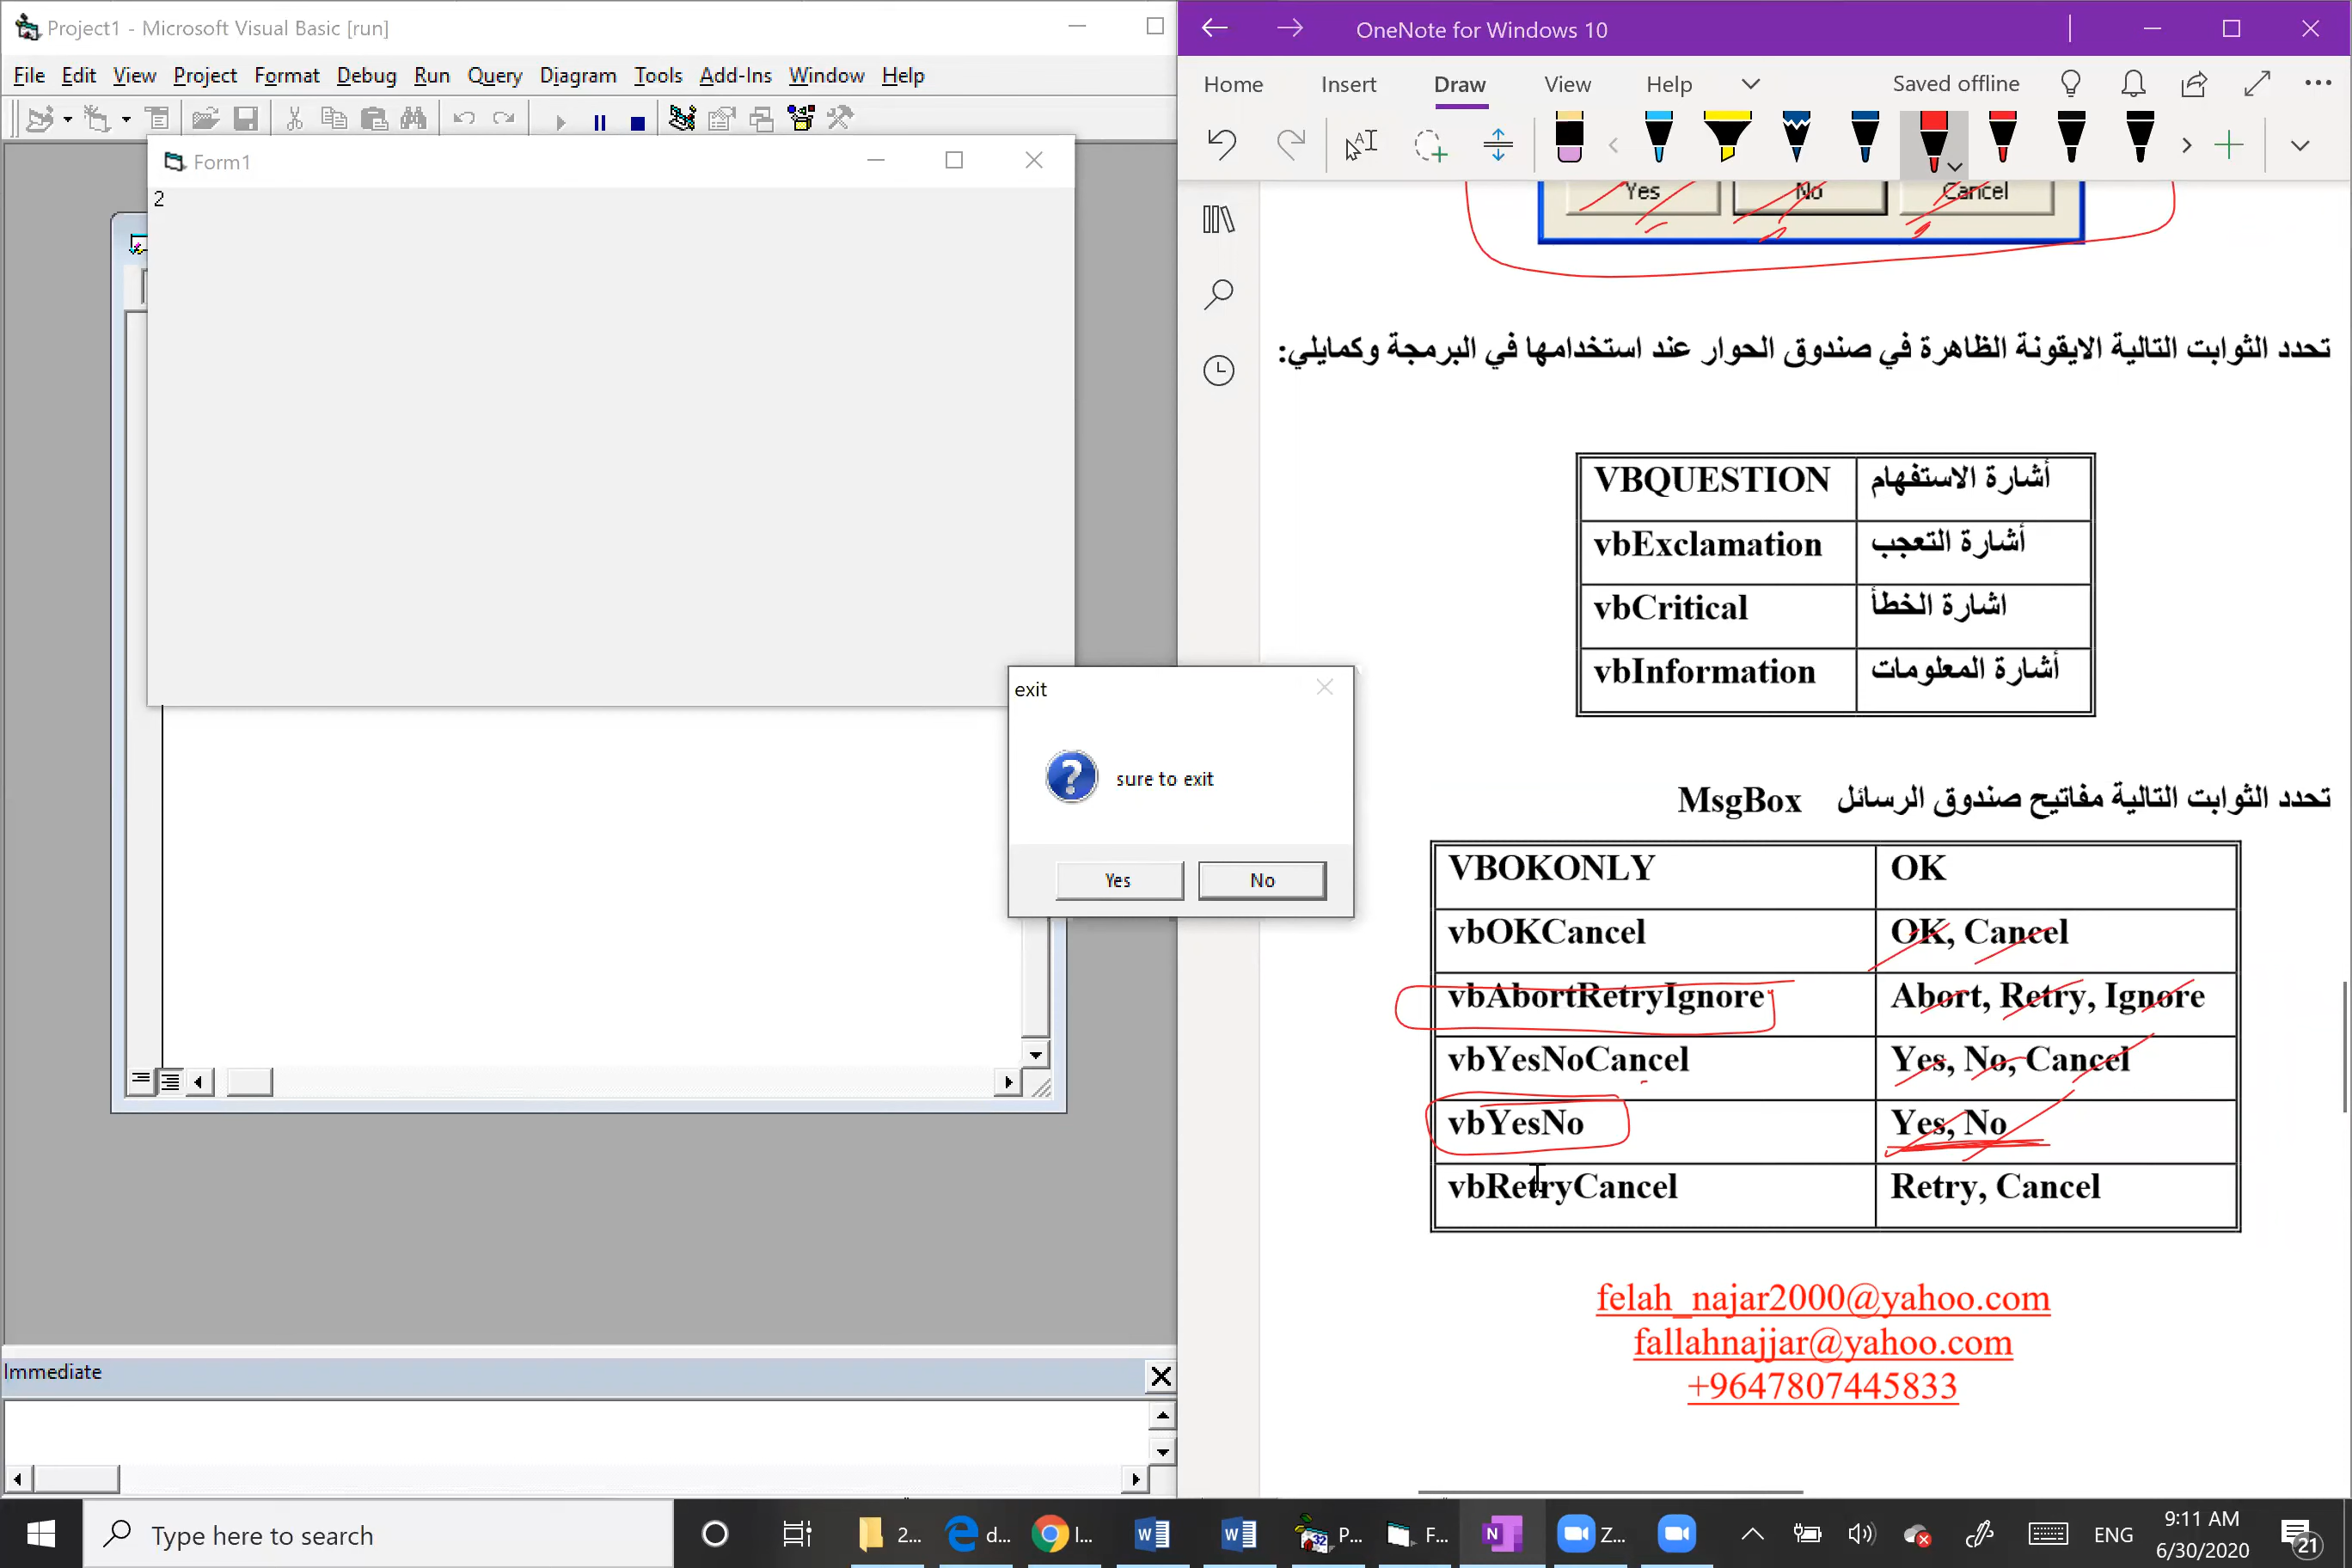 Project1 - Microsoft Visual Basic [run]
File Edit View Project Format Debug Run Query Diagram Tools Add-Ins Window Help
Form1
2
exit
sure to exit
Yes No
Immediate
OneNote for Windows 10
Home Insert Draw View Help Saved offline
Yes No Cancel
تحدد الثوابت التالية الايقونة الظاهرة في صندوق الحوار عند استخدامها في البرمجة وكمايلي:
VBQUESTION أشارة الاستفهام
vbExclamation أشارة التعجب
vbCritical اشارة الخطأ
vbInformation أشارة المعلومات
تحدد الثوابت التالية مفاتيح صندوق الرسائل MsgBox
VBOKONLY OK
vbOKCancel OK, Cancel
vbAbortRetryIgnore Abort, Retry, Ignore
vbYesNoCancel Yes, No, Cancel
vbYesNo Yes, No
vbRetryCancel Retry, Cancel
felah_najar2000@yahoo.com
fallahnajjar@yahoo.com
+9647807445833
Type here to search
2... d... I... P... F... Z...
ENG
9:11 AM
6/30/2020
21